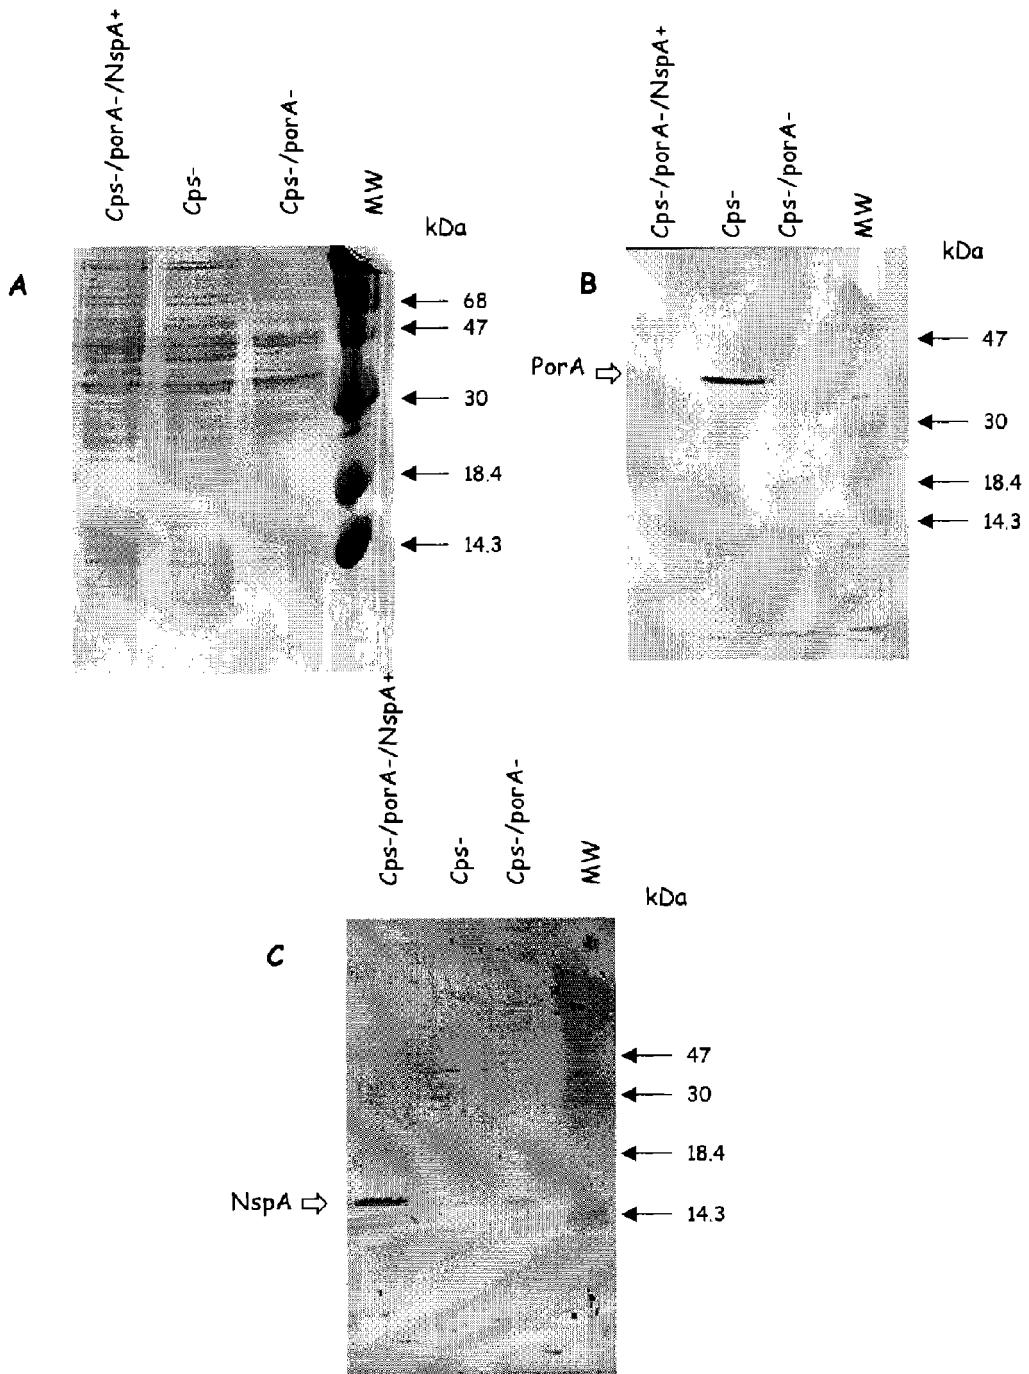 Cps-/porA-/NspA+
Cps-
Cps-/porA-
MW
kDa
A
68
47
30
18.4
14.3
Cps-/porA-/NspA+
Cps-
Cps-/porA-
MW
kDa
B
PorA
47
30
18.4
14.3
Cps-/porA-/NspA+
Cps-
Cps-/porA-
MW
kDa
C
47
30
18.4
NspA
14.3